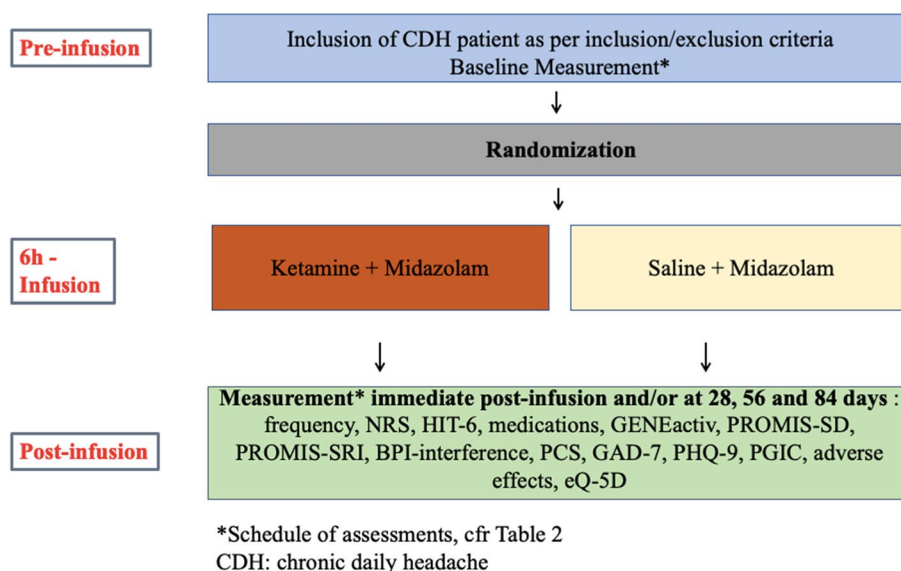 Pre-infusion
Inclusion of CDH patient as per inclusion/exclusion criteria
Baseline Measurement*
Randomization
6h -
Infusion
Ketamine + Midazolam
Saline + Midazolam
Post-infusion
Measurement* immediate post-infusion and/or at 28, 56 and 84 days :
frequency, NRS, HIT-6, medications, GENEactiv, PROMIS-SD,
PROMIS-SRI, BPI-interference, PCS, GAD-7, PHQ-9, PGIC, adverse
effects, eQ-5D
*Schedule of assessments, cfr Table 2
CDH: chronic daily headache